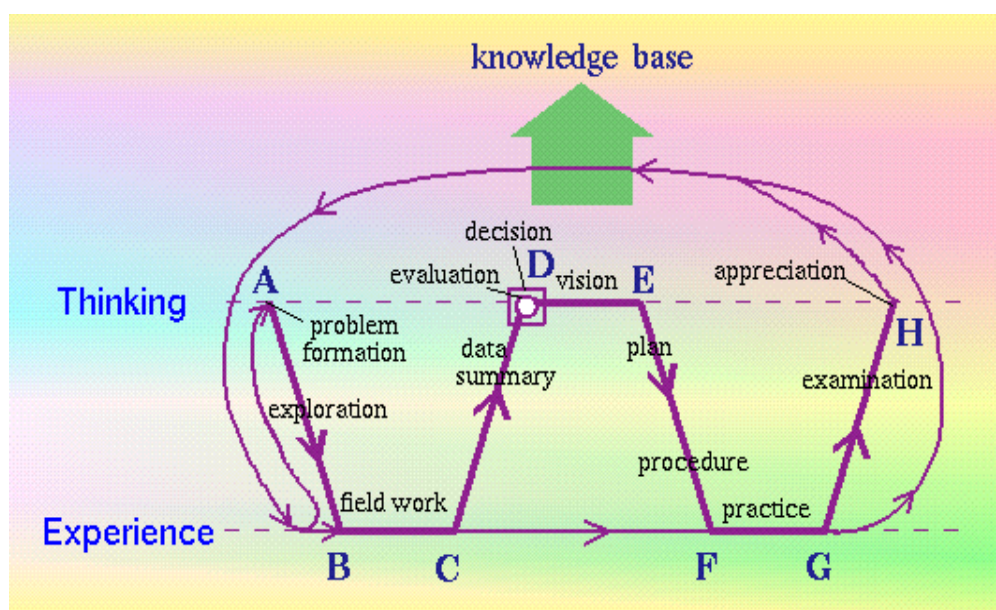 knowledge base
decision
D
evaluation
vision
E
appreciation
A
Thinking
H
problem
formation
data
summary
plan
examination
exploration
procedure
field work
practice
Experience
B
C
F
G